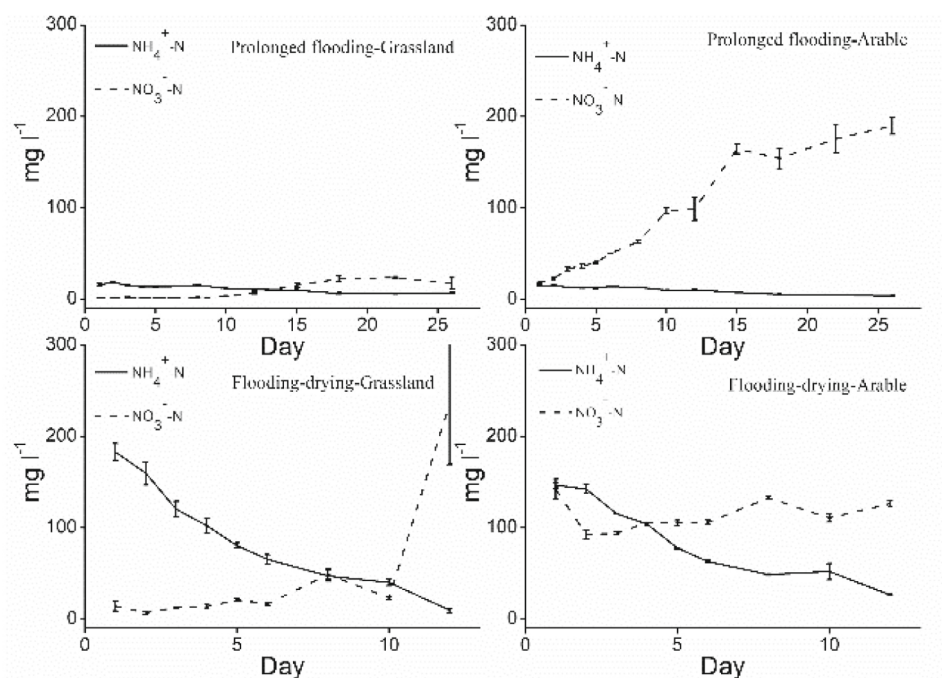 300
NH4+-N
NO3--N
Prolonged flooding-Grassland
200
mg l-1
100
0
0 5 10 15 20 25
Day
300
Prolonged flooding-Arable
NH4+-N
NO3- N
200
mg l-1
100
0
0 5 10 15 20 25
Day
300
NH4+ N
Flooding-drying-Grassland
NO3--N
200
mg l-1
100
0
0 5 10
Day
300
NH4+-N
Flooding-drying-Arable
NO3--N
200
mg l-1
100
0
0 5 10
Day